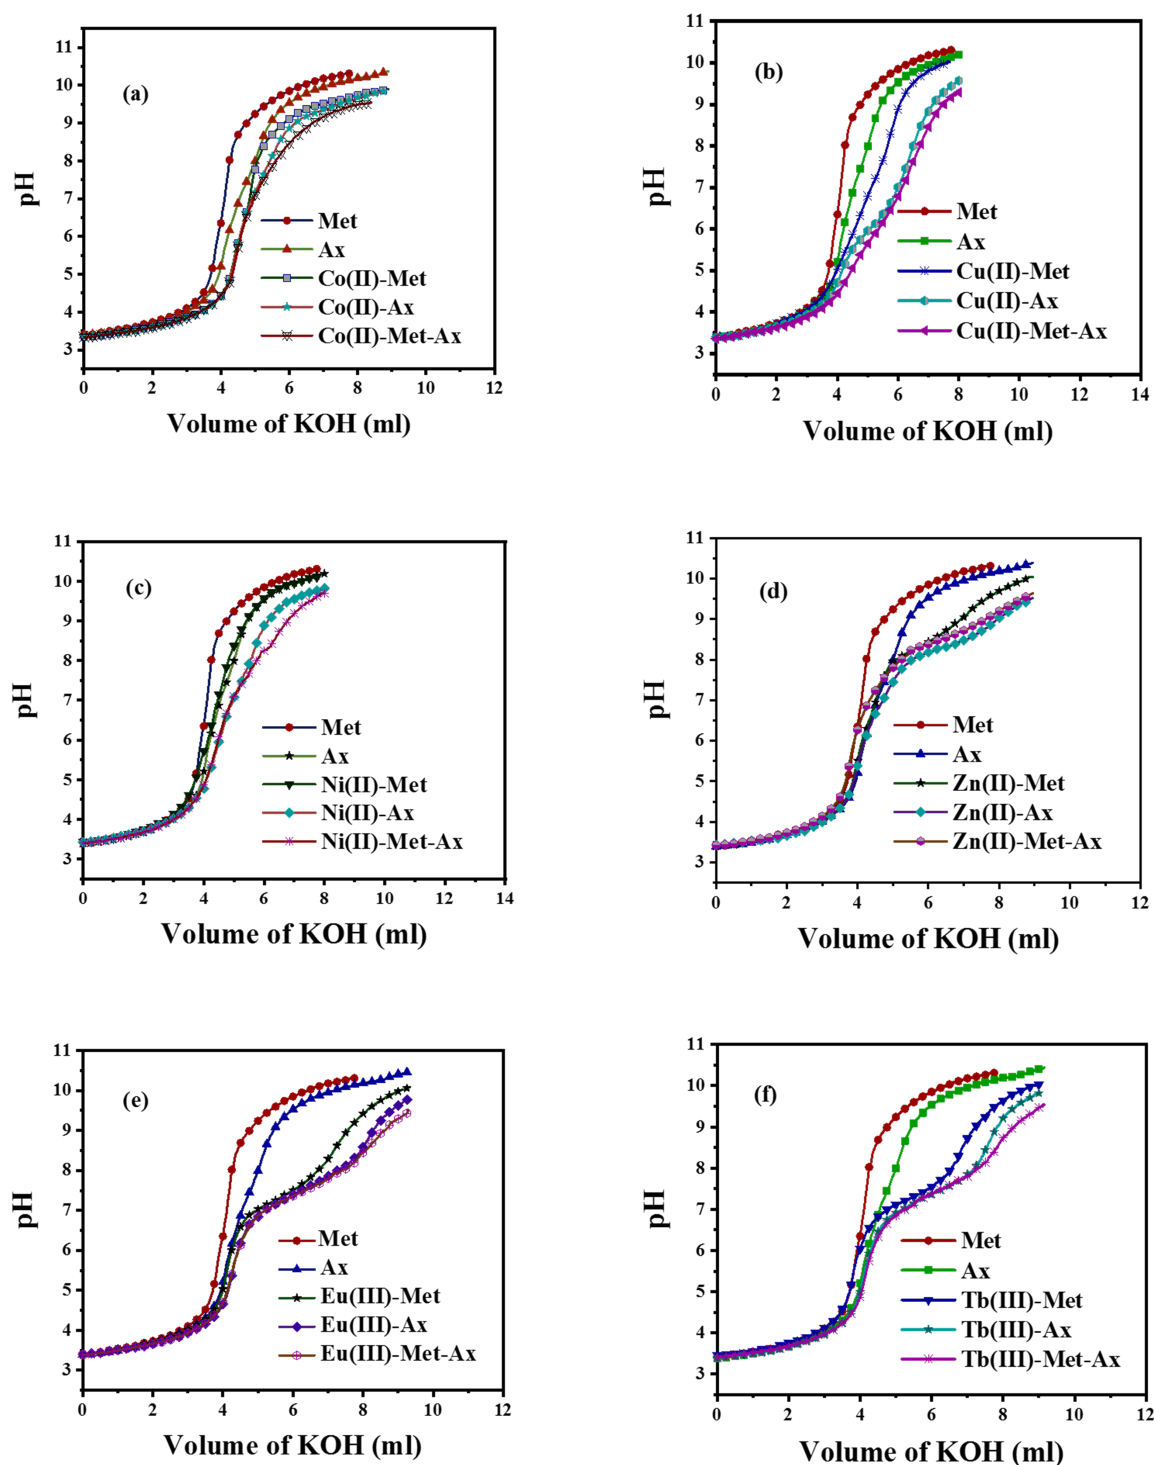 (a)
pH
11
10
9
8
7
6
5
4
3
Met
Ax
Co(II)-Met
Co(II)-Ax
Co(II)-Met-Ax
0 2 4 6 8 10 12
Volume of KOH (ml)
(b)
pH
11
10
9
8
7
6
5
4
3
Met
Ax
Cu(II)-Met
Cu(II)-Ax
Cu(II)-Met-Ax
0 2 4 6 8 10 12 14
Volume of KOH (ml)
(c)
pH
11
10
9
8
7
6
5
4
3
Met
Ax
Ni(II)-Met
Ni(II)-Ax
Ni(II)-Met-Ax
0 2 4 6 8 10 12 14
Volume of KOH (ml)
(d)
pH
11
10
9
8
7
6
5
4
3
Met
Ax
Zn(II)-Met
Zn(II)-Ax
Zn(II)-Met-Ax
0 2 4 6 8 10 12
Volume of KOH (ml)
(e)
pH
11
10
9
8
7
6
5
4
3
Met
Ax
Eu(III)-Met
Eu(III)-Ax
Eu(III)-Met-Ax
0 2 4 6 8 10 12
Volume of KOH (ml)
(f)
pH
11
10
9
8
7
6
5
4
3
Met
Ax
Tb(III)-Met
Tb(III)-Ax
Tb(III)-Met-Ax
0 2 4 6 8 10 12
Volume of KOH (ml)